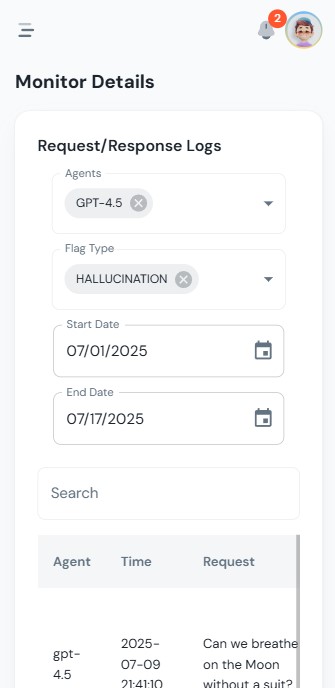 2
Monitor Details
Request/Response Logs
Agents
GPT-4.5
Flag Type
HALLUCINATION
Start Date
07/01/2025
End Date
07/17/2025
Search
Agent Time Request
gpt-4.5
2025-07-09 21:41:10
Can we breathe
on the Moon
without a suit?